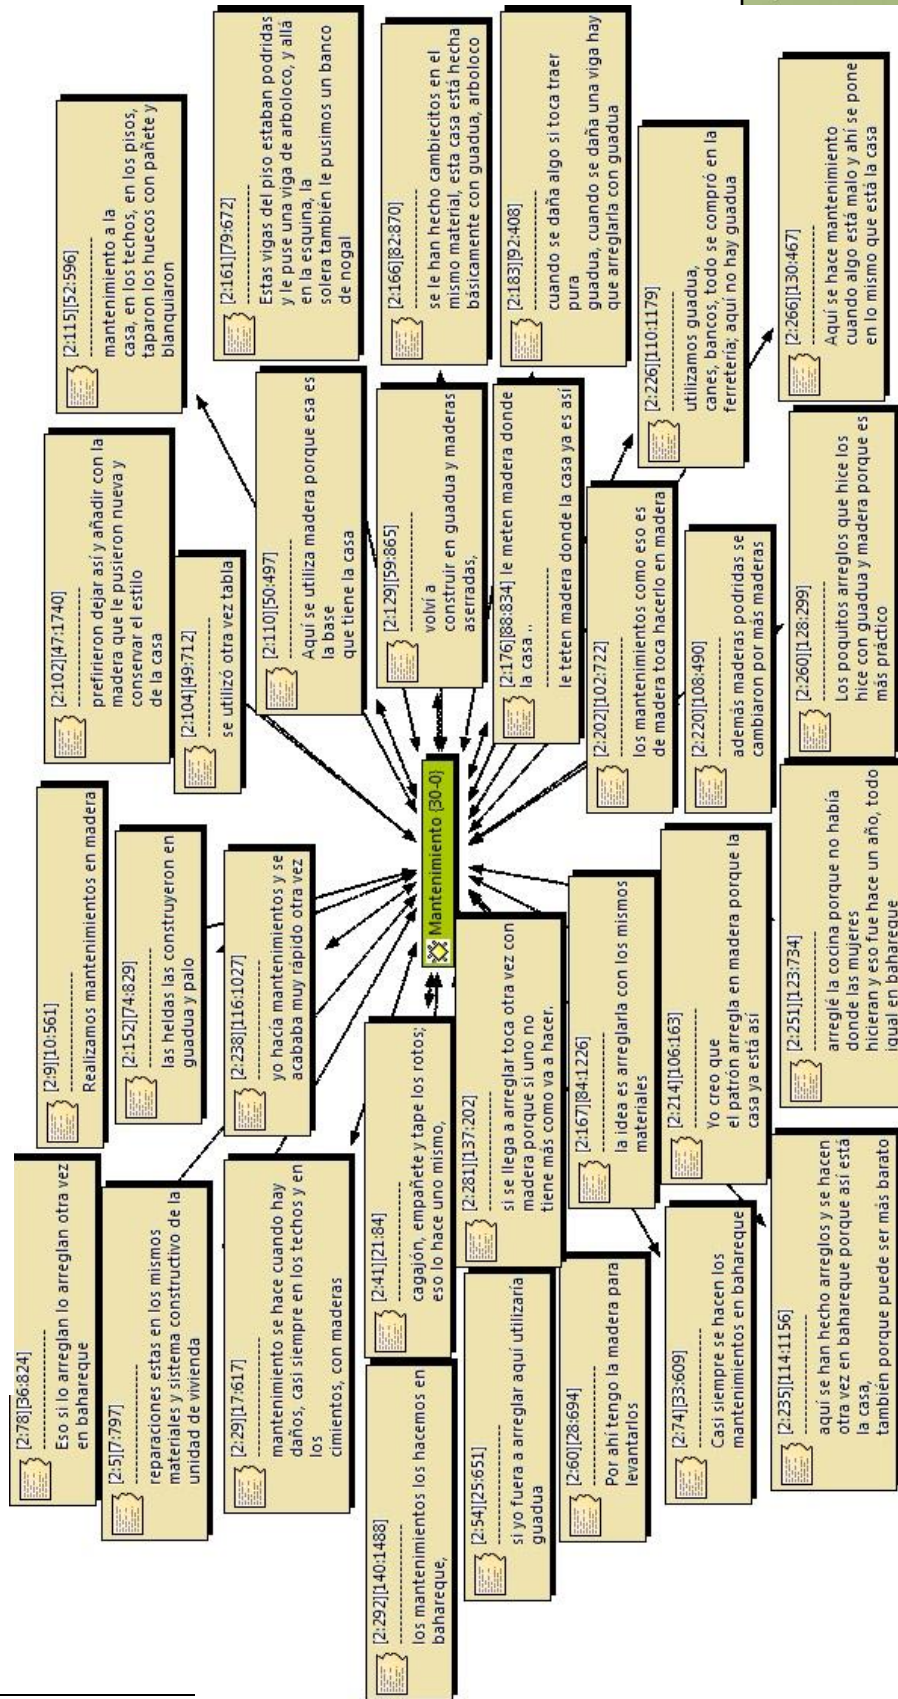 [2:78][36:824]
Eso si lo arreglan lo arreglan otra vez
en bahareque
[2:9][10:561]
Realizamos mantenimientos en madera
[2:102][47:1740]
prefirieron dejar así y añadir con la
madera que le pusieron nueva y
conservar el estilo
de la casa
[2:115][52:596]
mantenimiento a la
casa, en los techos, en los pisos,
taparon los huecos con pañete y
blanquiaron
[2:5][7:797]
reparaciones estás en los mismos
materiales y sistema constructivo de la
unidad de vivienda
[2:152][74:829]
las heldas las construyeron en
guadua y palo
[2:104][49:712]
se utilizó otra vez tabla
[2:161][79:672]
Estas vigas del piso estaban podridas
y le puse una viga de arboloco, y allá
en la esquina, la
solera también le pusimos un banco
de nogal
[2:29][17:617]
mantenimiento se hace cuando hay
daños, casi siempre en los techos y en
los
cimientos, con maderas
[2:238][116:1027]
yo hacía mantenimientos y se
acababa muy rápido otra vez
[2:110][50:497]
Aquí se utiliza madera porque esa es
la base
que tiene la casa
[2:292][140:1488]
los mantenimientos los hacemos en
bahareque,
[2:41][21:84]
cagajón, empañete y tape los rotos;
eso lo hace uno mismo,
Mantenimiento {30-0}
[2:129][59:865]
volví a
construir en guadua y maderas
aserradas,
[2:166][82:870]
se le han hecho cambiecitos en el
mismo material, esta casa está hecha
básicamente con guadua, arboloco
[2:54][25:651]
si yo fuera a arreglar aquí utilizaría
guadua
[2:281][137:202]
si se llega a arreglar toca otra vez con
madera porque si uno no
tiene más como va a hacer.
[2:176][88:834] le meten madera donde
la casa ..
le teten madera donde la casa ya es así
[2:183][92:408]
cuando se daña algo si toca traer
pura
guadua, cuando se daña una viga hay
que arreglarla con guadua
[2:60][28:694]
Por ahí tengo la madera para
levantarlos
[2:167][84:1226]
la idea es arreglarla con los mismos
materiales
[2:202][102:722]
los mantenimiento como eso es
de madera toca hacerlo en madera
[2:226][110:1179]
utilizamos guadua,
canes, bancos, todo se compró en la
ferretería; aquí no hay guadua
[2:74][33:609]
Casi siempre se hacen los
mantenimientos en bahareque
[2:214][106:163]
Yo creo que
el patrón arregla en madera porque la
casa ya está así
[2:220][108:490]
además maderas podridas se
cambiaron por más maderas
[2:235][114:1156]
aquí se han hecho arreglos y se hacen
otra vez en bahareque porque así está
la casa,
también porque puede ser más barato
[2:251][123:734]
arreglé la cocina porque no había
donde las mujeres
hicieran y eso fue hace un año, todo
igual en bahareque
[2:260][128:299]
Los poquitos arreglos que hice los
hice con guadua y madera porque es
más práctico
[2:266][130:467]
Aquí se hace mantenimiento
cuando algo está malo y ahí se pone
en lo mismo que está la casa